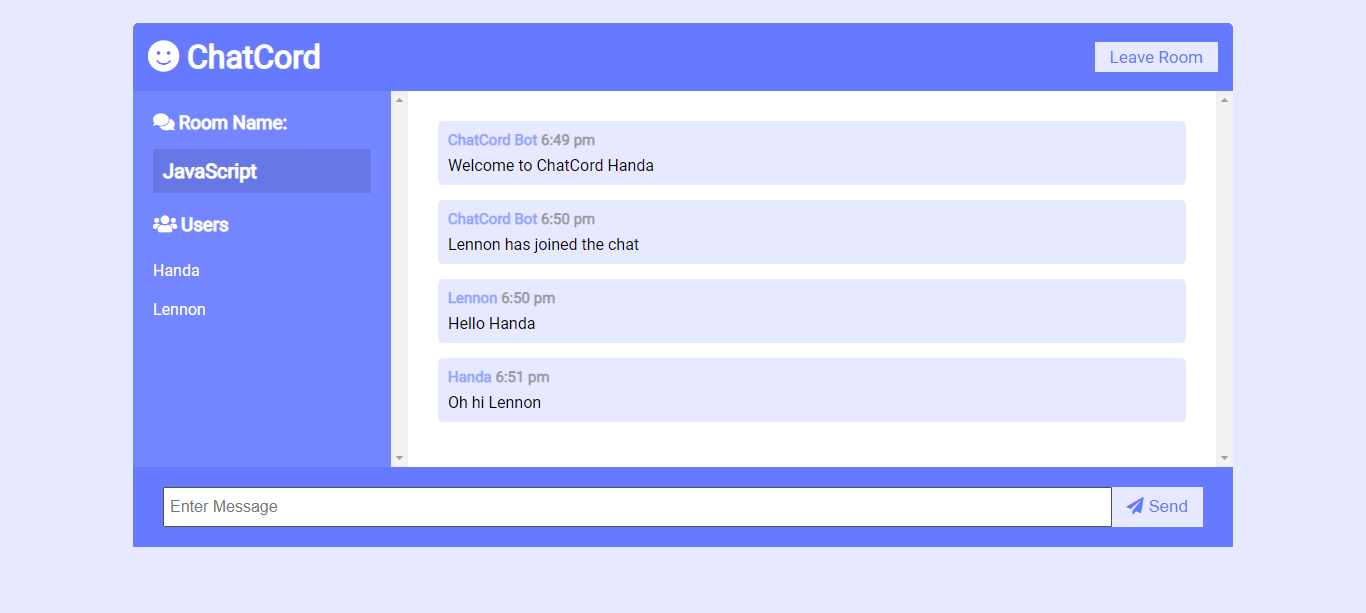 ChatCord
Leave Room
Room Name:
JavaScript
Users
Handa
Lennon
ChatCord Bot 6:49 pm
Welcome to ChatCord Handa
ChatCord Bot 6:50 pm
Lennon has joined the chat
Lennon 6:50 pm
Hello Handa
Handa 6:51 pm
Oh hi Lennon
Enter Message
Send